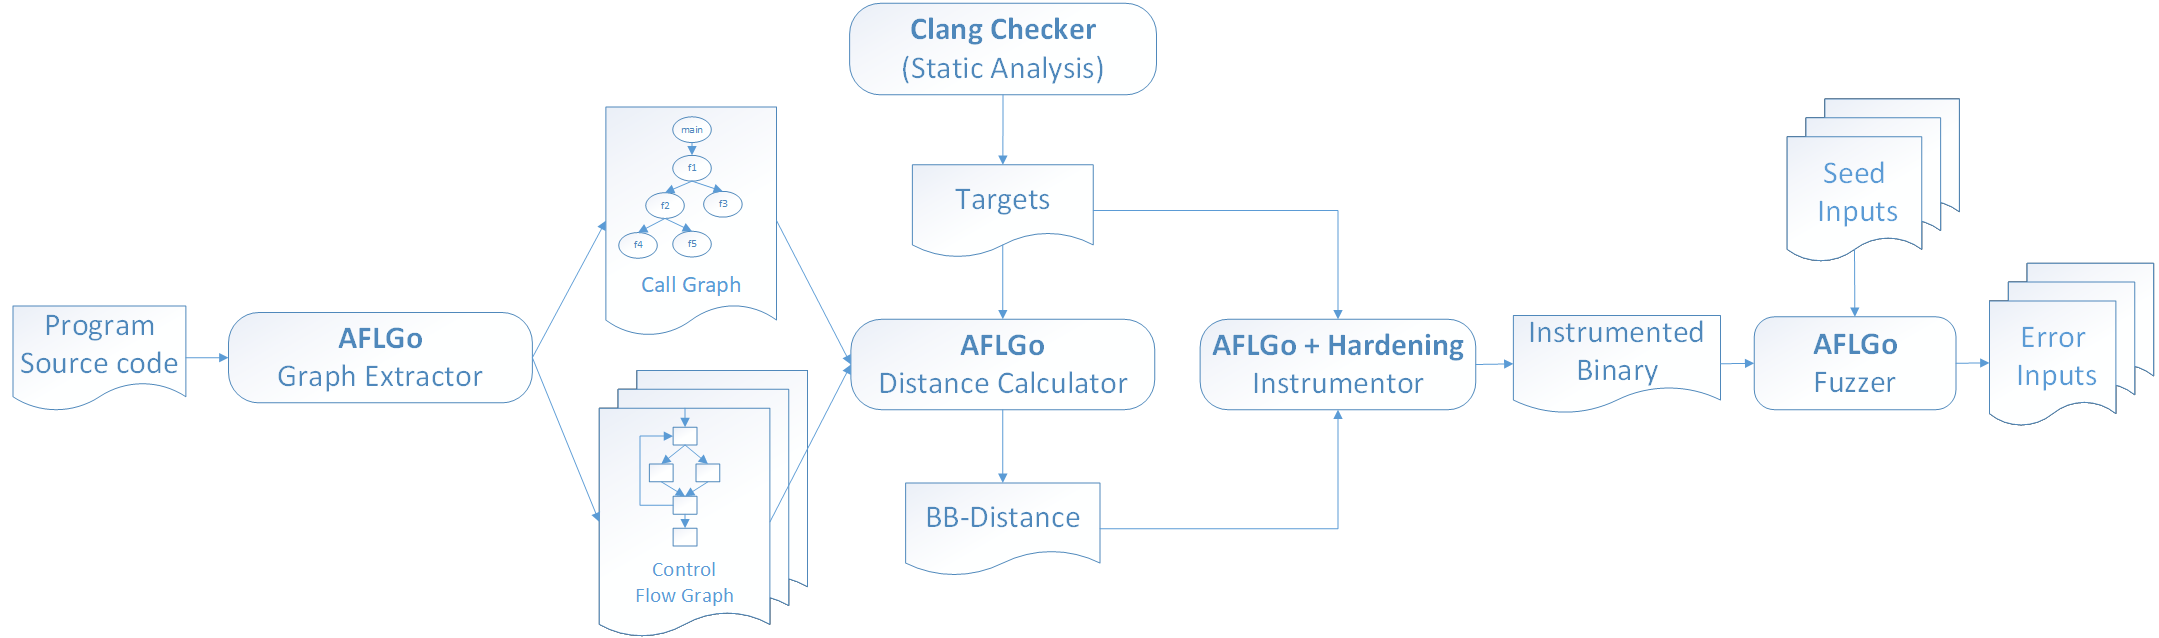 Clang Checker
(Static Analysis)
main
f1
f2
f3
f4
f5
Call Graph
Targets
Seed
Inputs
Program
Source code
AFLGo
Graph Extractor
AFLGo
Distance Calculator
AFLGo + Hardening
Instrumentor
Instrumented
Binary
AFLGo
Fuzzer
Error
Inputs
BB-Distance
Control
Flow Graph